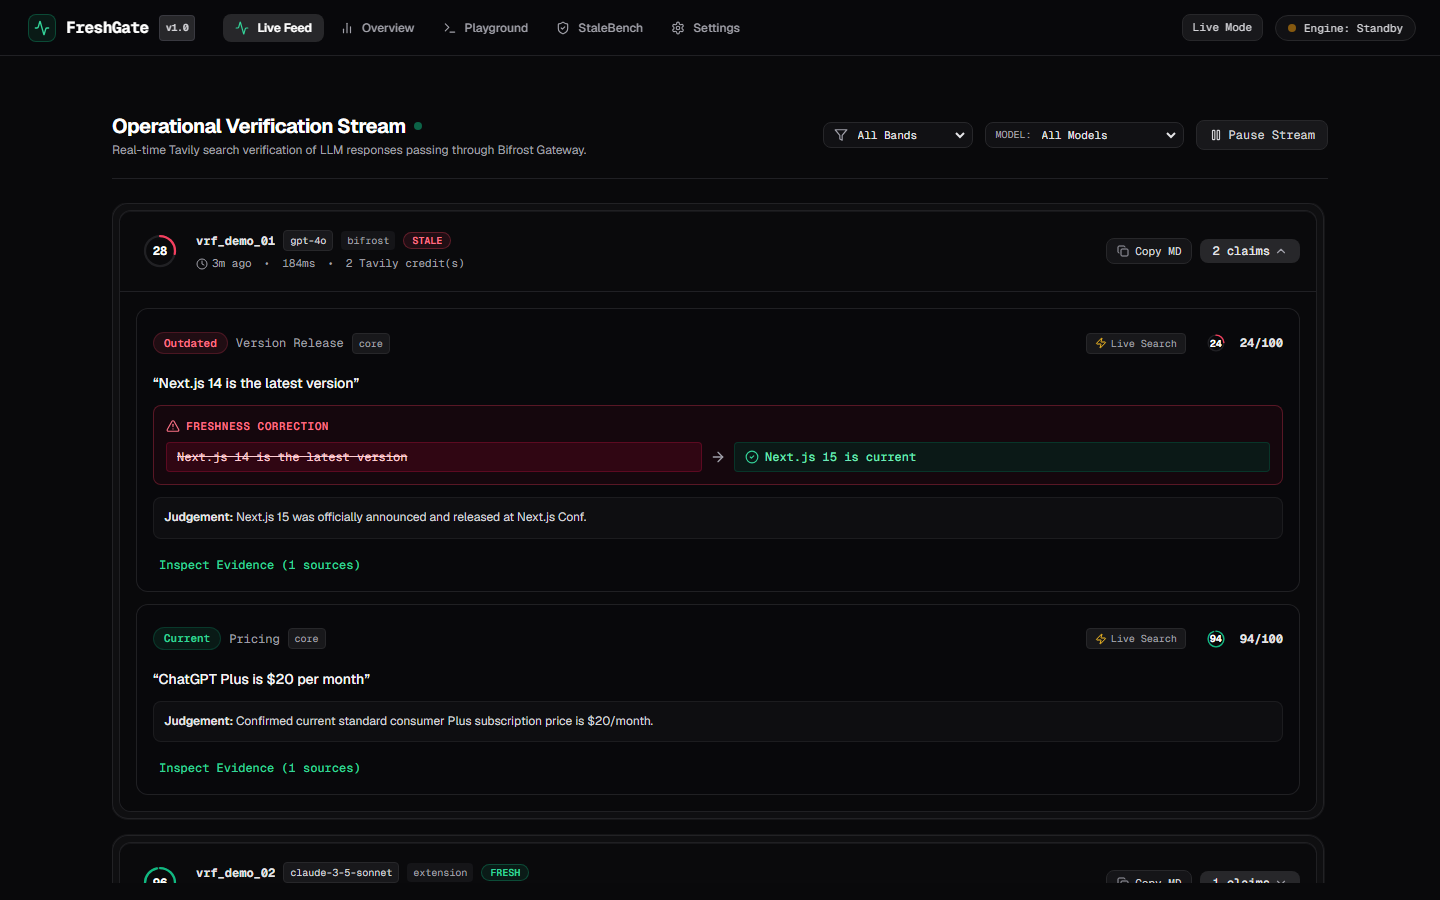 FreshGate v1.0 Live Feed Overview Playground StaleBench Settings Live Mode Engine: Standby
Operational Verification Stream
Real-time Tavily search verification of LLM responses passing through Bifrost Gateway.
All Bands MODEL: All Models Pause Stream
28 vrf_demo_01 gpt-4o bifrost STALE
3m ago • 184ms • 2 Tavily credit(s)
Copy MD 2 claims
Outdated Version Release core Live Search 24 24/100
“Next.js 14 is the latest version”
FRESHNESS CORRECTION
Next.js 14 is the latest version → Next.js 15 is current
Judgement: Next.js 15 was officially announced and released at Next.js Conf.
Inspect Evidence (1 sources)
Current Pricing core Live Search 94 94/100
“ChatGPT Plus is $20 per month”
Judgement: Confirmed current standard consumer Plus subscription price is $20/month.
Inspect Evidence (1 sources)
96 vrf_demo_02 claude-3-5-sonnet extension FRESH
Copy MD 1 claims